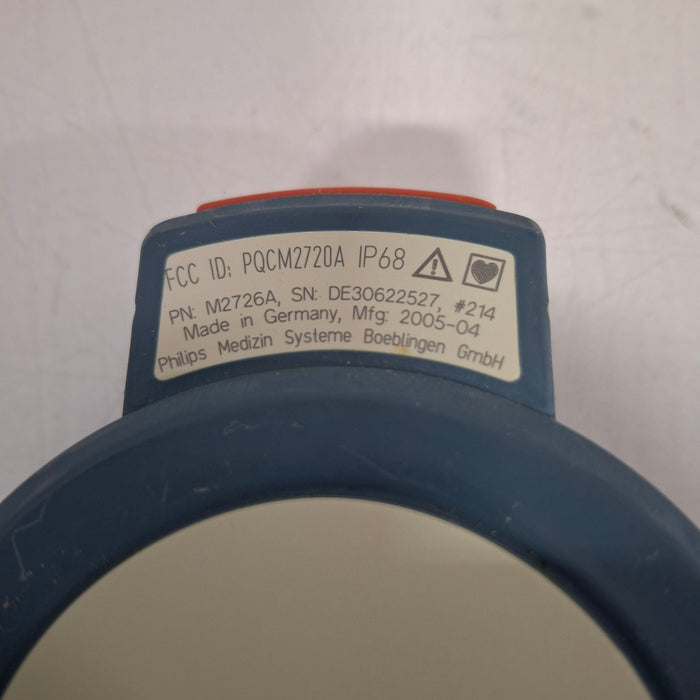 FCC ID: PQCM2720A IP68
PN: M2726A, SN: DE30622527, #214
Made in Germany, Mfg: 2005-04
Philips Medizin Systeme Boeblingen GmbH